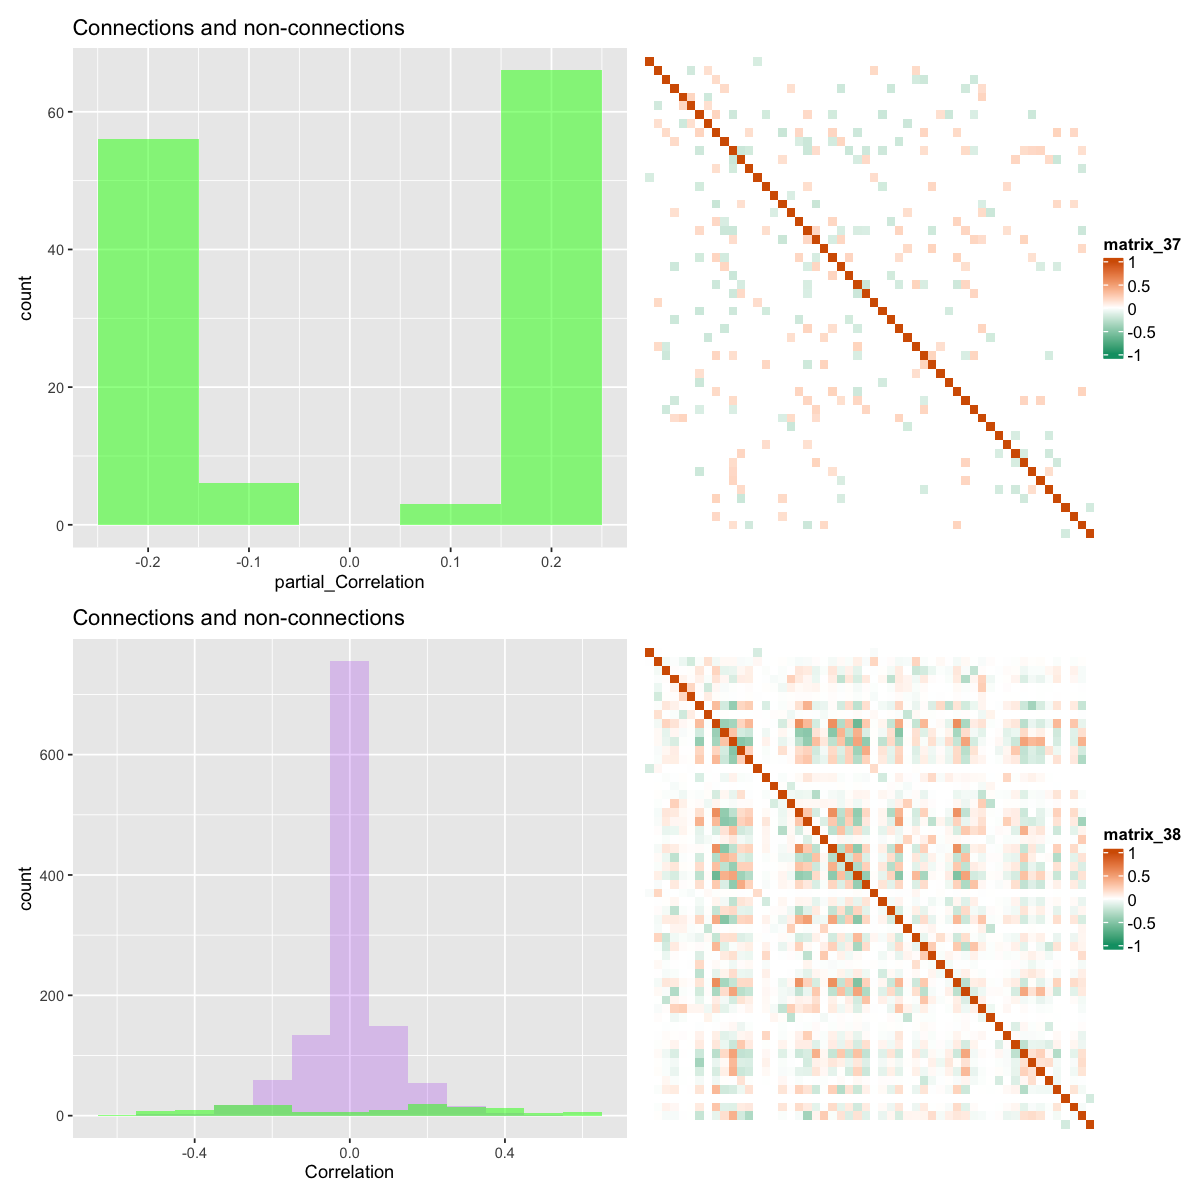 Connections and non-connections
60
40
20
0
count
-0.2 -0.1 0.0 0.1 0.2
partial_Correlation
matrix_37
1
0.5
0
-0.5
-1
Connections and non-connections
600
400
200
0
count
-0.4 0.0 0.4
Correlation
matrix_38
1
0.5
0
-0.5
-1